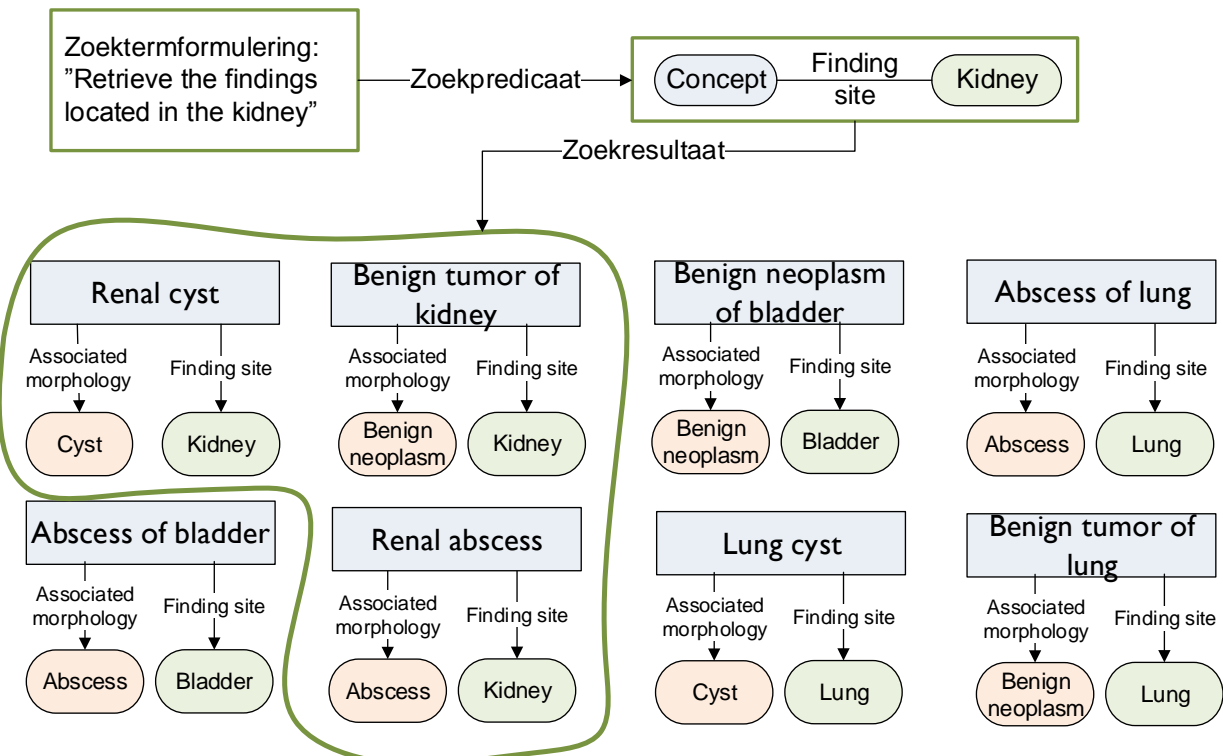 Zoektermformulering:
”Retrieve the findings
located in the kidney”
Zoekpredicaat
Concept
Finding
site
Kidney
Zoekresultaat
Renal cyst
Associated
morphology
Finding site
Cyst
Kidney
Benign tumor of
kidney
Associated
morphology
Finding site
Benign
neoplasm
Kidney
Benign neoplasm
of bladder
Associated
morphology
Finding site
Benign
neoplasm
Bladder
Abscess of lung
Associated
morphology
Finding site
Abscess
Lung
Abscess of bladder
Associated
morphology
Finding site
Abscess
Bladder
Renal abscess
Associated
morphology
Finding site
Abscess
Kidney
Lung cyst
Associated
morphology
Finding site
Cyst
Lung
Benign tumor of
lung
Associated
morphology
Finding site
Benign
neoplasm
Lung